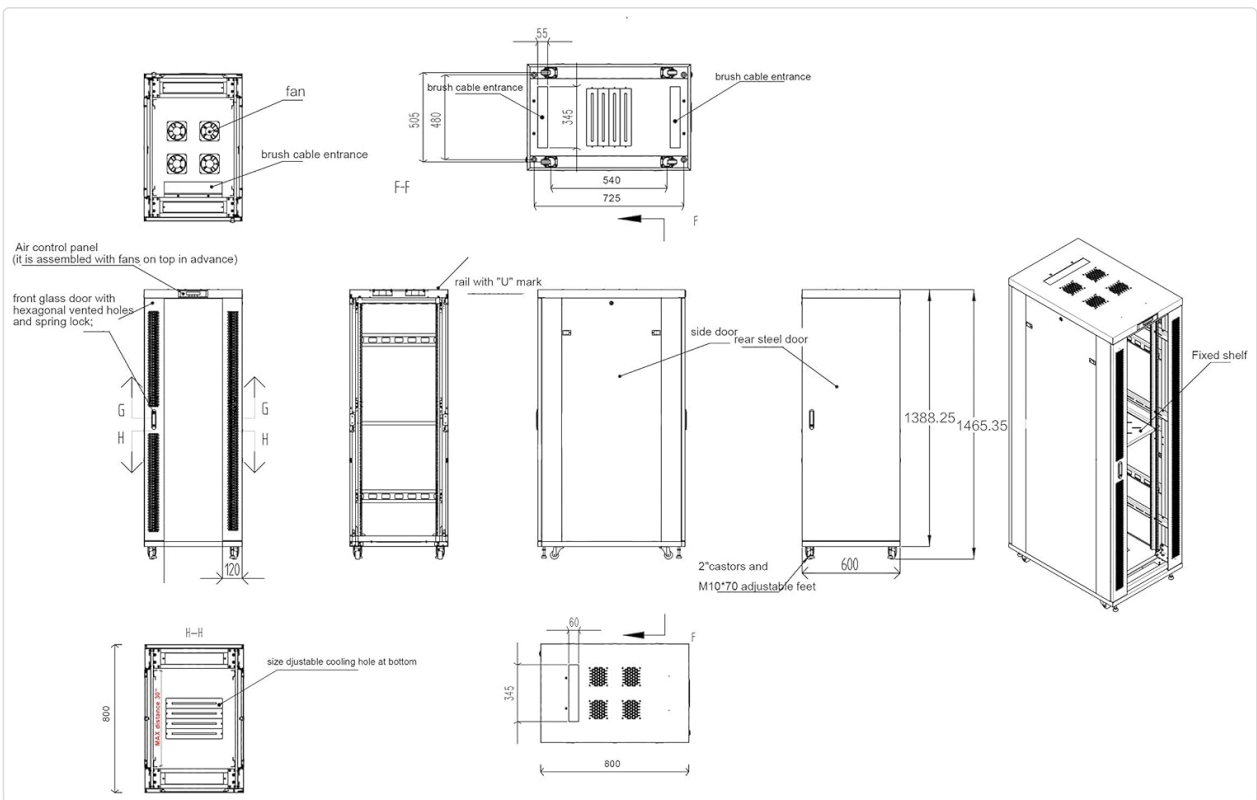 55
fan
brush cable entrance
505
480
brush cable entrance
345
brush cable entrance
540
725
F-F
F
Air control panel
(it is assembled with fans on top in advance)
front glass door with
hexagonal vented holes
and spring lock;
rail with "U" mark
side door
rear steel door
Fixed shelf
G
G
H
H
1388.25
1465.35
120
2"castors and
M10*70 adjustable feet
600
H-H
size djustable cooling hole at bottom
800
MAX distance 30"
60
F
345
800